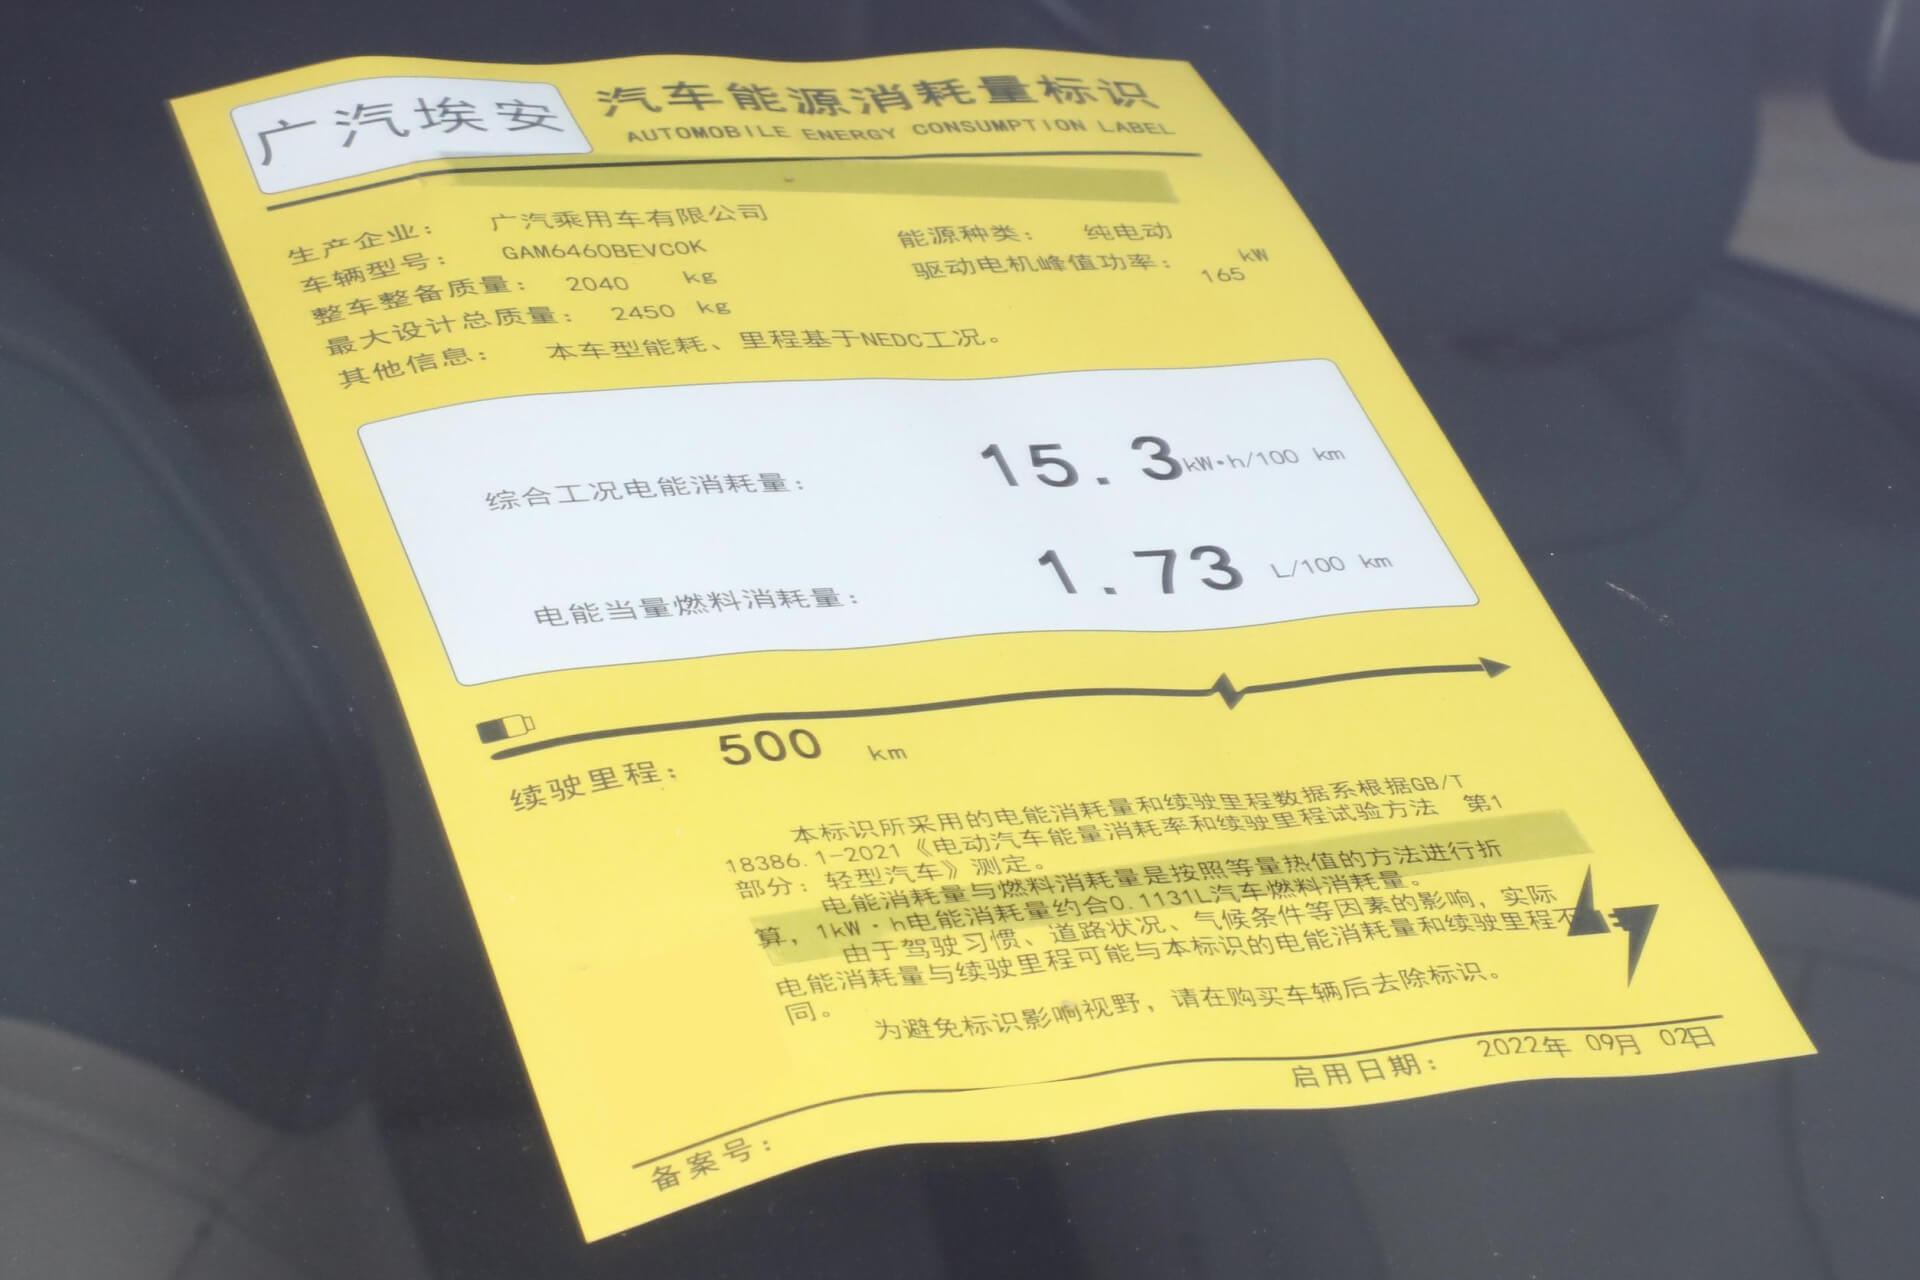 广汽埃安
汽车能源消耗量标识
AUTOMOBILE ENERGY CONSUMPTION LABEL
生产企业： 广汽乘用车有限公司
车辆型号： GAM6460BEVC0K
整车整备质量： 2040 kg
最大设计总质量： 2450 kg
其他信息： 本车型能耗、里程基于NEDC工况。
能源种类： 纯电动
驱动电机峰值功率： 165 kW
综合工况电能消耗量： 15.3 kW·h/100 km
电能当量燃料消耗量： 1.73 L/100 km
续驶里程： 500 km
本标识所采用的电能消耗量和续驶里程数据系根据GB/T
18386.1-2021《电动汽车能量消耗率和续驶里程试验方法 第1
部分：轻型汽车》测定。
电能消耗量与燃料消耗量是按照等量热值的方法进行折
算，1kW·h电能消耗量约合0.1131L汽车燃料消耗量。
由于驾驶习惯、道路状况、气候条件等因素的影响，实际
电能消耗量与续驶里程可能与本标识的电能消耗量和续驶里程不
同。
为避免标识影响视野，请在购买车辆后去除标识。
启用日期： 2022年 09月 02日
备案号：